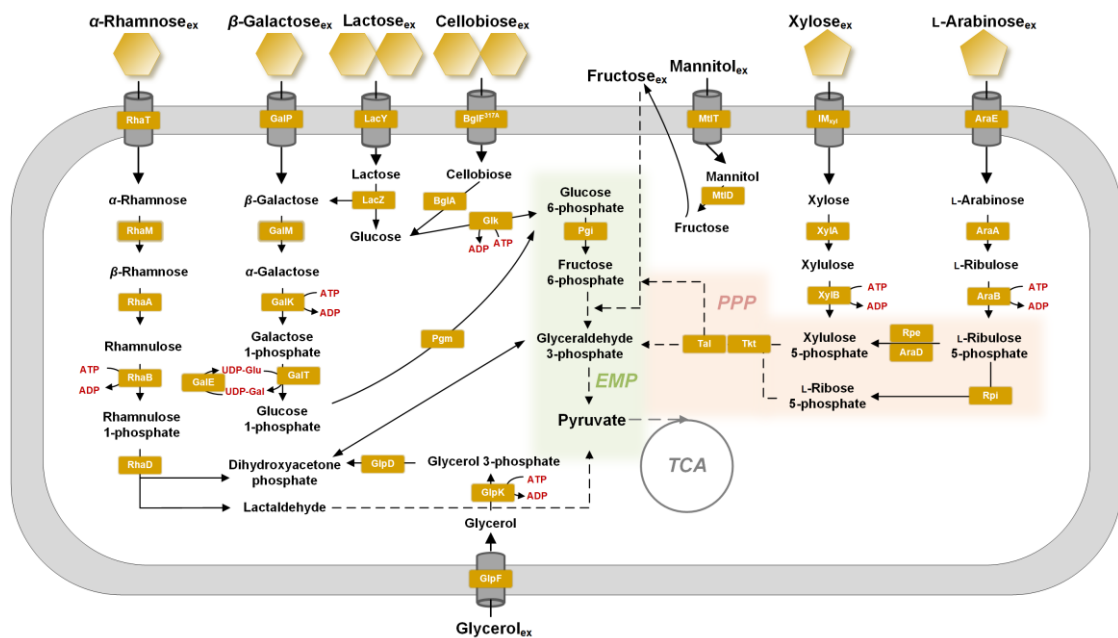 α-Rhamnoseex
β-Galactoseex
Lactoseex
Cellobioseex
Fructoseex
Mannitolex
Xyloseex
L-Arabinoseex
RhaT
GalP
LacY
BglF317A
MtlT
IMxyl
AraE
Lactose
Cellobiose
Mannitol
α-Rhamnose
β-Galactose
LacZ
BglA
Glucose
6-phosphate
MtlD
Xylose
L-Arabinose
RhaM
GalM
Glucose
Glk
ADP
ATP
Pgi
Fructose
XylA
AraA
β-Rhamnose
α-Galactose
Fructose
6-phosphate
Xylulose
L-Ribulose
RhaA
GalK
ATP
ADP
PPP
XylB
ATP
ADP
AraB
ATP
ADP
Rhamnulose
Galactose
1-phosphate
Pgm
Glyceraldehyde
3-phosphate
Tal
Tkt
Xylulose
5-phosphate
Rpe
AraD
L-Ribulose
5-phosphate
ATP
ADP
RhaB
GalE
UDP-Glu
UDP-Gal
GalT
EMP
L-Ribose
5-phosphate
Rpi
Rhamnulose
1-phosphate
Glucose
1-phosphate
Pyruvate
TCA
RhaD
Dihydroxyacetone
phosphate
GlpD
Glycerol 3-phosphate
GlpK
ATP
ADP
Lactaldehyde
Glycerol
GlpF
Glycerolex